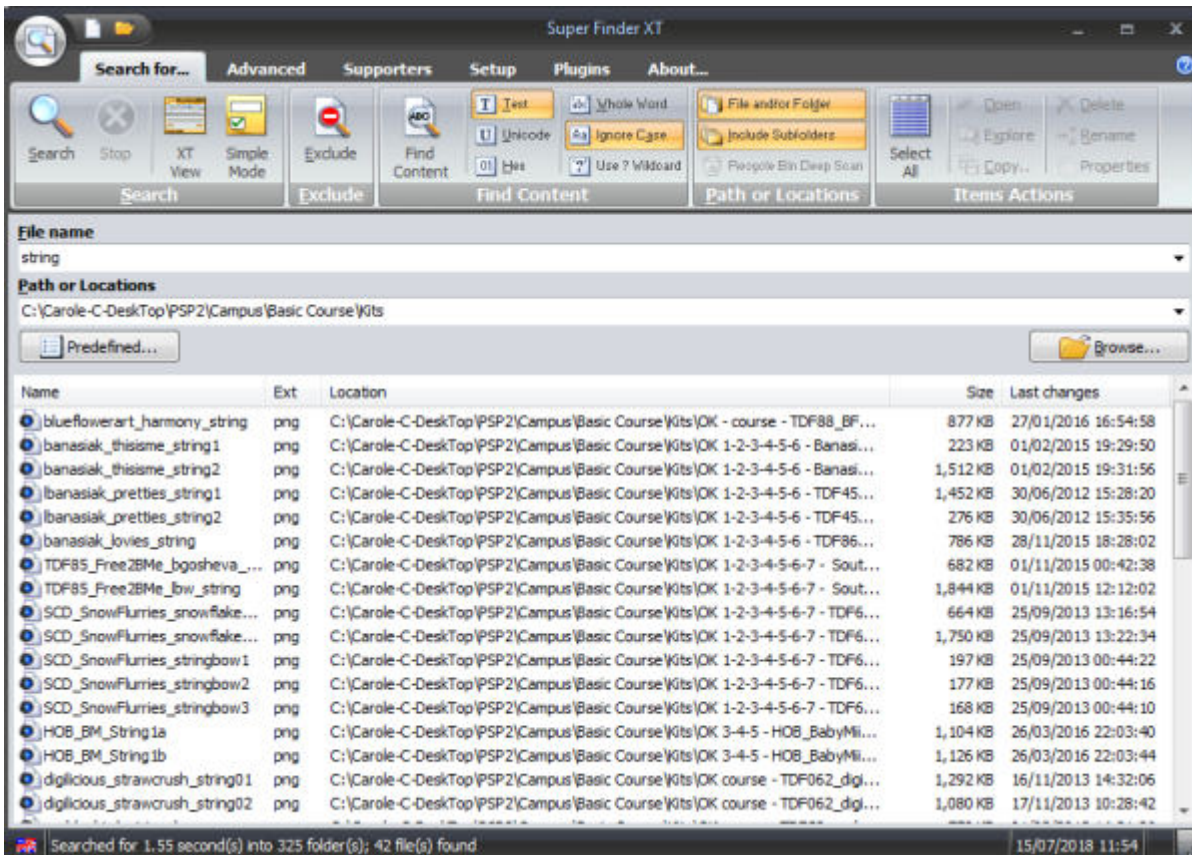 Super Finder XT
Search for... Advanced Supporters Setup Plugins About...
Search Stop XT View Simple Mode
Search
Exclude
Exclude
Find Content
Text Whole Word
Unicode Ignore Case
Hex Use ? Wildcard
Find Content
File and/or Folder
Include Subfolders
Recycle Bin Deep Scan
Path or Locations
Select All
Open Delete
Explore Rename
Copy... Properties
Items Actions
File name
string
Path or Locations
C:\Carole-C-DeskTop\PSP2\Campus\Basic Course\Kits
Predefined... Browse...
Name Ext Location Size Last changes
blueflowerart_harmony_string png C:\Carole-C-DeskTop\PSP2\Campus\Basic Course\Kits\OK - course - TDF88_BF... 877 KB 27/01/2016 16:54:58
banasiak_thisisme_string1 png C:\Carole-C-DeskTop\PSP2\Campus\Basic Course\Kits\OK 1-2-3-4-5-6 - Banasi... 223 KB 01/02/2015 19:29:50
banasiak_thisisme_string2 png C:\Carole-C-DeskTop\PSP2\Campus\Basic Course\Kits\OK 1-2-3-4-5-6 - Banasi... 1,512 KB 01/02/2015 19:31:56
lbanasiak_pretties_string1 png C:\Carole-C-DeskTop\PSP2\Campus\Basic Course\Kits\OK 1-2-3-4-5-6 - TDF45... 1,452 KB 30/06/2012 15:28:20
lbanasiak_pretties_string2 png C:\Carole-C-DeskTop\PSP2\Campus\Basic Course\Kits\OK 1-2-3-4-5-6 - TDF45... 276 KB 30/06/2012 15:35:56
banasiak_lovies_string png C:\Carole-C-DeskTop\PSP2\Campus\Basic Course\Kits\OK 1-2-3-4-5-6 - TDF86... 786 KB 28/11/2015 18:28:02
TDF85_Free2BMe_bgosheva_... png C:\Carole-C-DeskTop\PSP2\Campus\Basic Course\Kits\OK 1-2-3-4-5-6-7 - Sout... 682 KB 01/11/2015 00:42:38
TDF85_Free2BMe_lbw_string png C:\Carole-C-DeskTop\PSP2\Campus\Basic Course\Kits\OK 1-2-3-4-5-6-7 - Sout... 1,844 KB 01/11/2015 12:12:02
SCD_SnowFlurries_snowflake... png C:\Carole-C-DeskTop\PSP2\Campus\Basic Course\Kits\OK 1-2-3-4-5-6-7 - TDF6... 664 KB 25/09/2013 13:16:54
SCD_SnowFlurries_snowflake... png C:\Carole-C-DeskTop\PSP2\Campus\Basic Course\Kits\OK 1-2-3-4-5-6-7 - TDF6... 1,750 KB 25/09/2013 13:22:34
SCD_SnowFlurries_stringbow1 png C:\Carole-C-DeskTop\PSP2\Campus\Basic Course\Kits\OK 1-2-3-4-5-6-7 - TDF6... 197 KB 25/09/2013 00:44:22
SCD_SnowFlurries_stringbow2 png C:\Carole-C-DeskTop\PSP2\Campus\Basic Course\Kits\OK 1-2-3-4-5-6-7 - TDF6... 177 KB 25/09/2013 00:44:16
SCD_SnowFlurries_stringbow3 png C:\Carole-C-DeskTop\PSP2\Campus\Basic Course\Kits\OK 1-2-3-4-5-6-7 - TDF6... 168 KB 25/09/2013 00:44:10
HOB_BM_String1a png C:\Carole-C-DeskTop\PSP2\Campus\Basic Course\Kits\OK 3-4-5 - HOB_BabyMii... 1,104 KB 26/03/2016 22:03:40
HOB_BM_String1b png C:\Carole-C-DeskTop\PSP2\Campus\Basic Course\Kits\OK 3-4-5 - HOB_BabyMii... 1,126 KB 26/03/2016 22:03:44
digilicious_strawcrush_string01 png C:\Carole-C-DeskTop\PSP2\Campus\Basic Course\Kits\OK course - TDF062_digi... 1,292 KB 16/11/2013 14:32:06
digilicious_strawcrush_string02 png C:\Carole-C-DeskTop\PSP2\Campus\Basic Course\Kits\OK course - TDF062_digi... 1,080 KB 17/11/2013 10:28:42
Searched for 1.55 second(s) into 325 folder(s); 42 file(s) found 15/07/2018 11:54